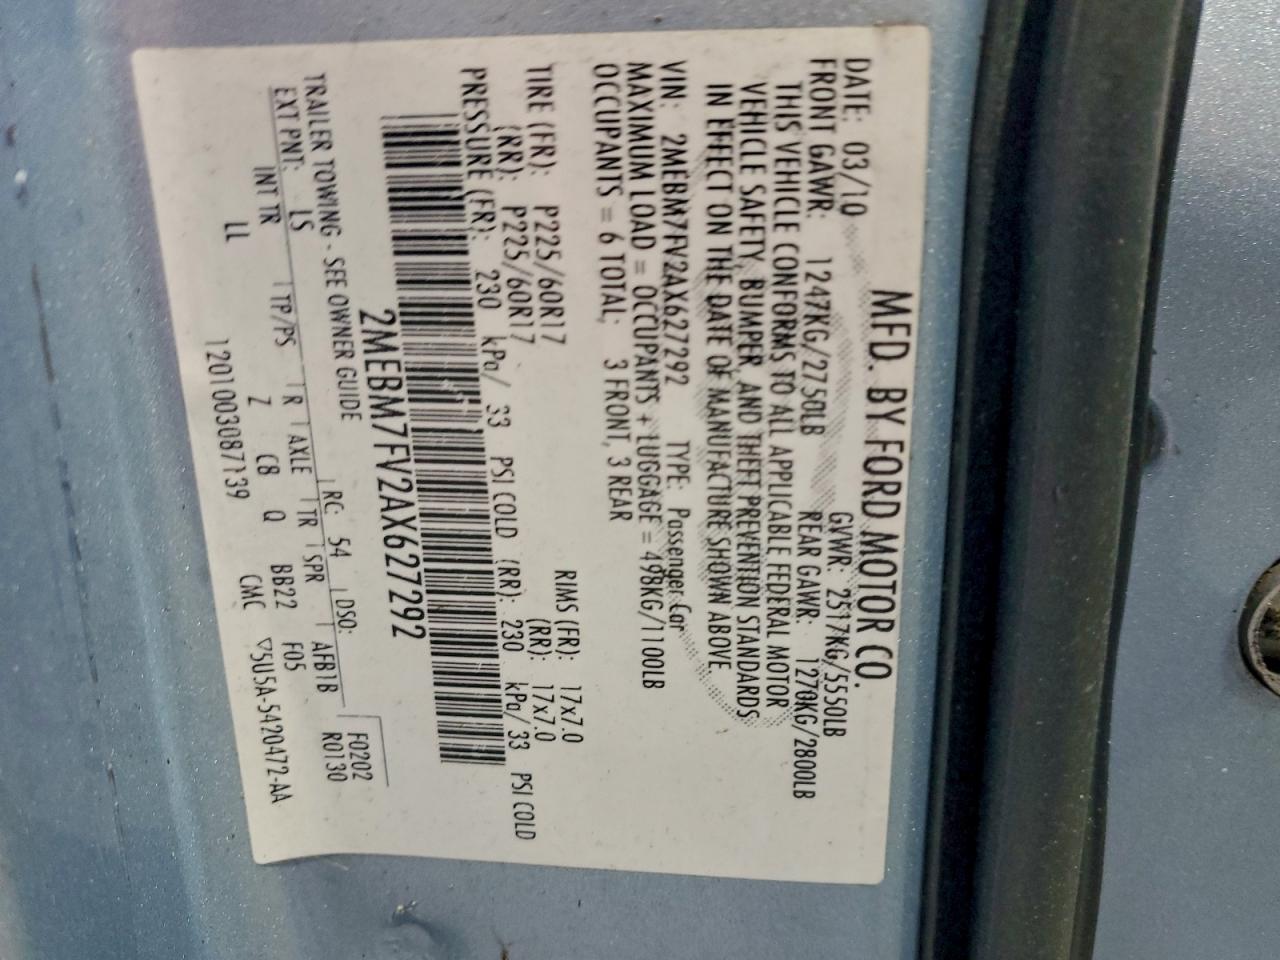 MFD. BY FORD MOTOR CO.
DATE: 03/10 GVWR: 2517KG/5550LB
FRONT GAWR: 1247KG/2750LB REAR GAWR: 1270KG/2800LB
THIS VEHICLE CONFORMS TO ALL APPLICABLE FEDERAL MOTOR
VEHICLE SAFETY, BUMPER, AND THEFT PREVENTION STANDARDS
IN EFFECT ON THE DATE OF MANUFACTURE SHOWN ABOVE.
VIN: 2MEBM7FV2AX627292 TYPE: Passenger Car
MAXIMUM LOAD = OCCUPANTS + LUGGAGE = 498KG/1100LB
OCCUPANTS = 6 TOTAL: 3 FRONT, 3 REAR
TIRE (FR): P225/60R17 RIMS (FR): 17x7.0
(RR): P225/60R17 (RR): 17x7.0
PRESSURE (FR): 230 kPa/ 33 PSI COLD (RR): 230 kPa/ 33 PSI COLD
2MEBM7FV2AX627292
TRAILER TOWING - SEE OWNER GUIDE RC: 54 DSO: F0202
EXT PNT: LS R0130
INT TR TP/PS R AXLE TR SPR AFB1B
LL Z C8 Q BB22 F05
1201003087139 CMC ▽5U5A-5420472-AA